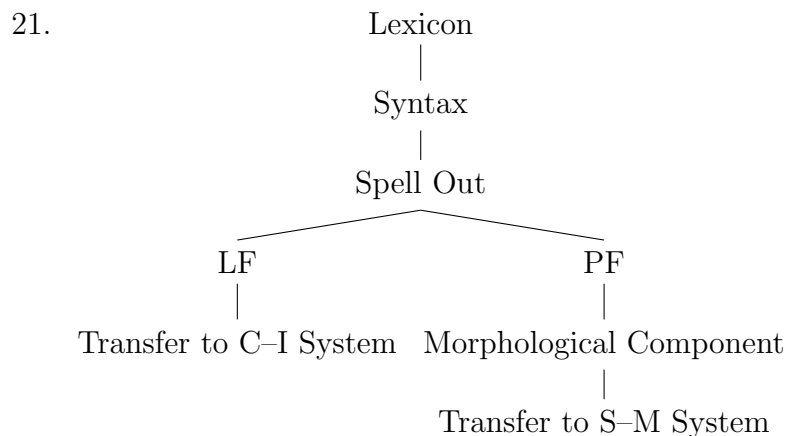 21.
Lexicon
Syntax
Spell Out
LF PF
Transfer to C–I System Morphological Component
Transfer to S–M System